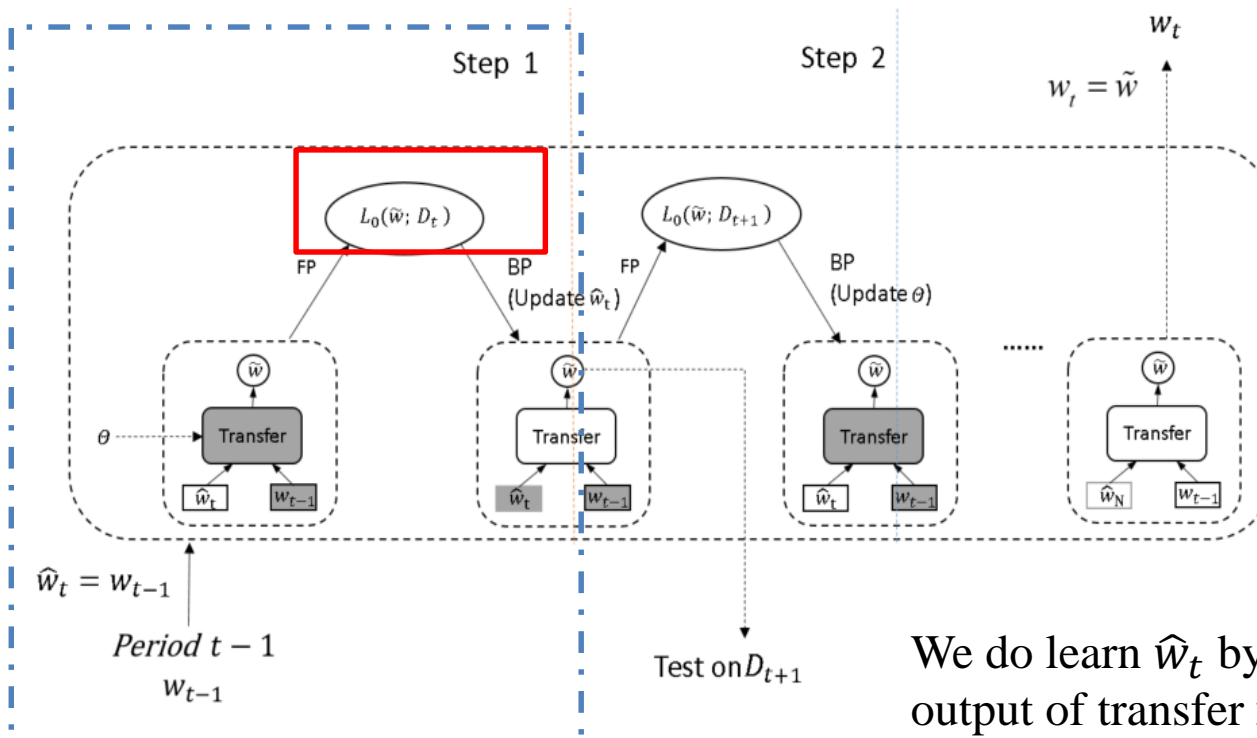 Step 1
Step 2
w_t
w_t = w̃
L_0(w̃; D_t)
L_0(w̃; D_{t+1})
FP
BP
(Update ŵ_t)
FP
BP
(Update θ)
......
w̃
w̃
w̃
w̃
θ
Transfer
Transfer
Transfer
Transfer
ŵ_t
w_{t−1}
ŵ_t
w_{t−1}
ŵ_t
w_{t−1}
ŵ_N
w_{t−1}
ŵ_t = w_{t−1}
Period t − 1
w_{t−1}
Test on D_{t+1}
We do learn ŵ_t by
output of transfer